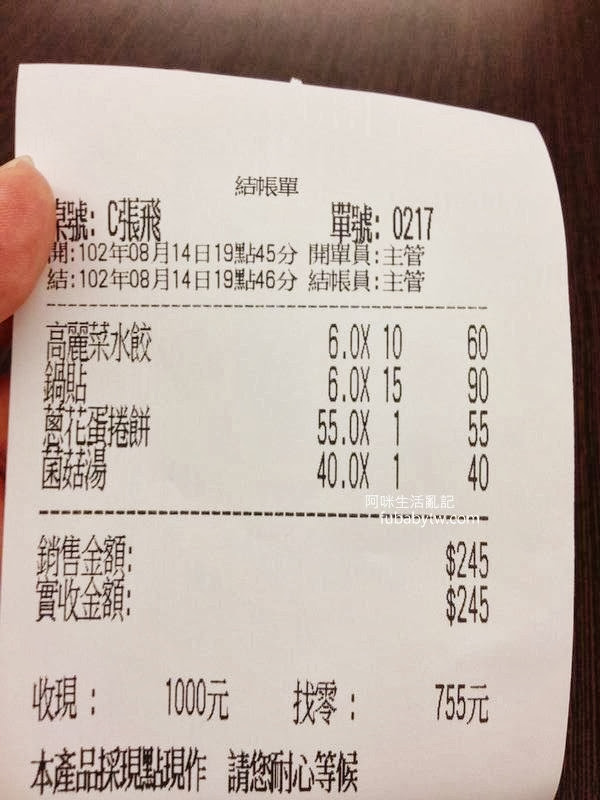 結帳單
桌號: C張飛 單號: 0217
開:102年08月14日19點45分 開單員:主管
結:102年08月14日19點46分 結帳員:主管
高麗菜水餃 6.0X 10 60
鍋貼 6.0X 15 90
蔥花蛋捲餅 55.0X 1 55
菌菇湯 40.0X 1 40
阿咪生活亂記
fubabytw.com
銷售金額: $245
實收金額: $245
收現: 1000元 找零: 755元
本產品採現點現作 請您耐心等候